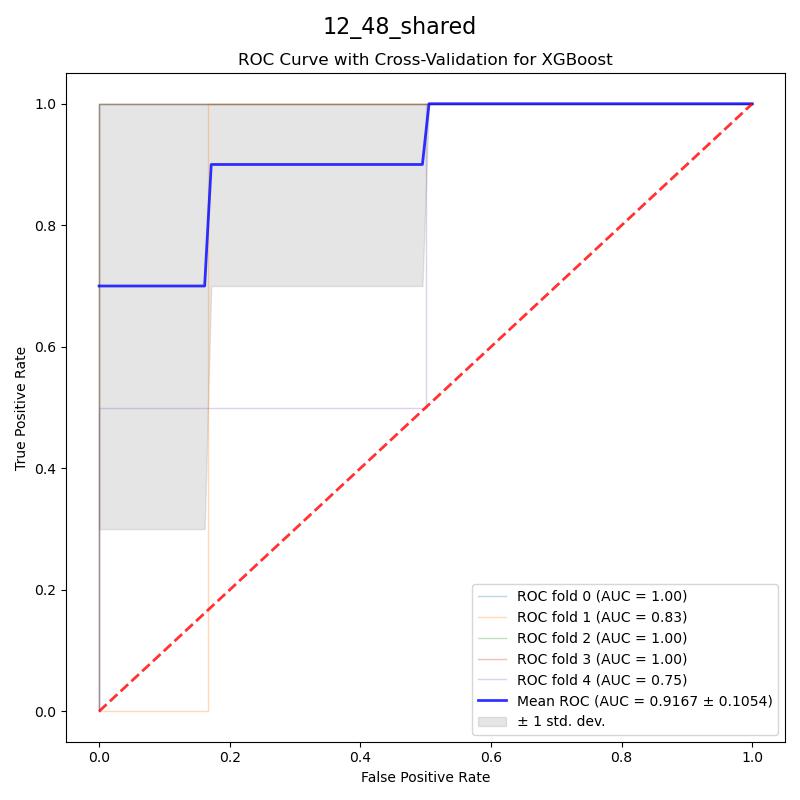 12_48_shared
ROC Curve with Cross-Validation for XGBoost
True Positive Rate
1.0
0.8
0.6
0.4
0.2
0.0
0.0 0.2 0.4 0.6 0.8 1.0
False Positive Rate
ROC fold 0 (AUC = 1.00)
ROC fold 1 (AUC = 0.83)
ROC fold 2 (AUC = 1.00)
ROC fold 3 (AUC = 1.00)
ROC fold 4 (AUC = 0.75)
Mean ROC (AUC = 0.9167 ± 0.1054)
± 1 std. dev.